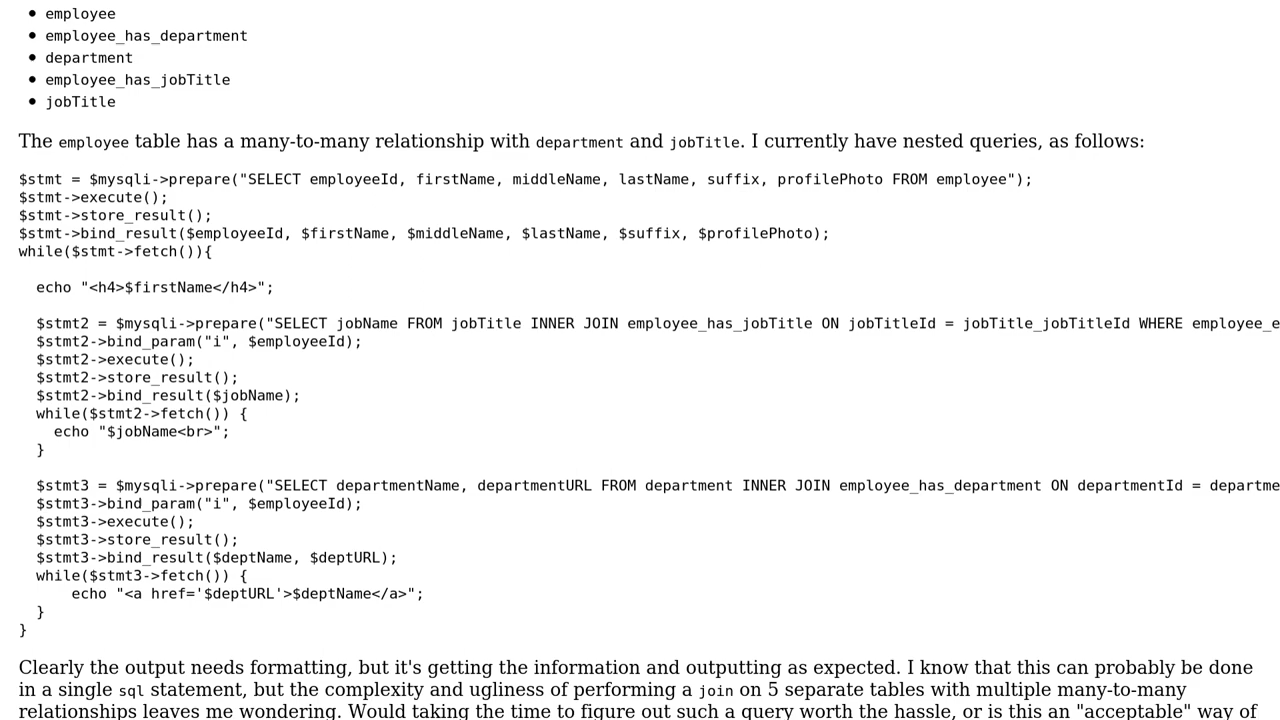 employee
employee_has_department
department
employee_has_jobTitle
jobTitle
The employee table has a many-to-many relationship with department and jobTitle. I currently have nested queries, as follows:
$stmt = $mysqli->prepare("SELECT employeeId, firstName, middleName, lastName, suffix, profilePhoto FROM employee");
$stmt->execute();
$stmt->store_result();
$stmt->bind_result($employeeId, $firstName, $middleName, $lastName, $suffix, $profilePhoto);
while($stmt->fetch()){
echo "<h4>$firstName</h4>";
$stmt2 = $mysqli->prepare("SELECT jobName FROM jobTitle INNER JOIN employee_has_jobTitle ON jobTitleId = jobTitle_jobTitleId WHERE employee_e
$stmt2->bind_param("i", $employeeId);
$stmt2->execute();
$stmt2->store_result();
$stmt2->bind_result($jobName);
while($stmt2->fetch()) {
echo "$jobName<br>";
}
$stmt3 = $mysqli->prepare("SELECT departmentName, departmentURL FROM department INNER JOIN employee_has_department ON departmentId = departme
$stmt3->bind_param("i", $employeeId);
$stmt3->execute();
$stmt3->store_result();
$stmt3->bind_result($deptName, $deptURL);
while($stmt3->fetch()) {
echo "<a href='$deptURL'>$deptName</a>";
}
}
Clearly the output needs formatting, but it's getting the information and outputting as expected. I know that this can probably be done
in a single sql statement, but the complexity and ugliness of performing a join on 5 separate tables with multiple many-to-many
relationships leaves me wondering. Would taking the time to figure out such a query worth the hassle, or is this an "acceptable" way of